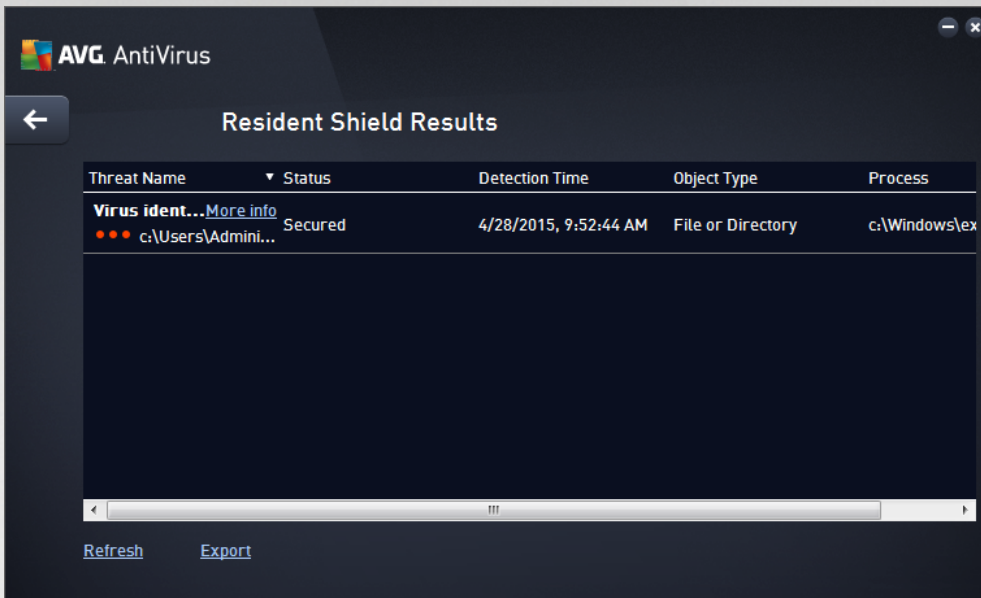 AVG AntiVirus
Resident Shield Results
Threat Name Status Detection Time Object Type Process
Virus ident... More info
Secured 4/28/2015, 9:52:44 AM File or Directory c:\Windows\ex
c:\Users\Admini...
Refresh Export